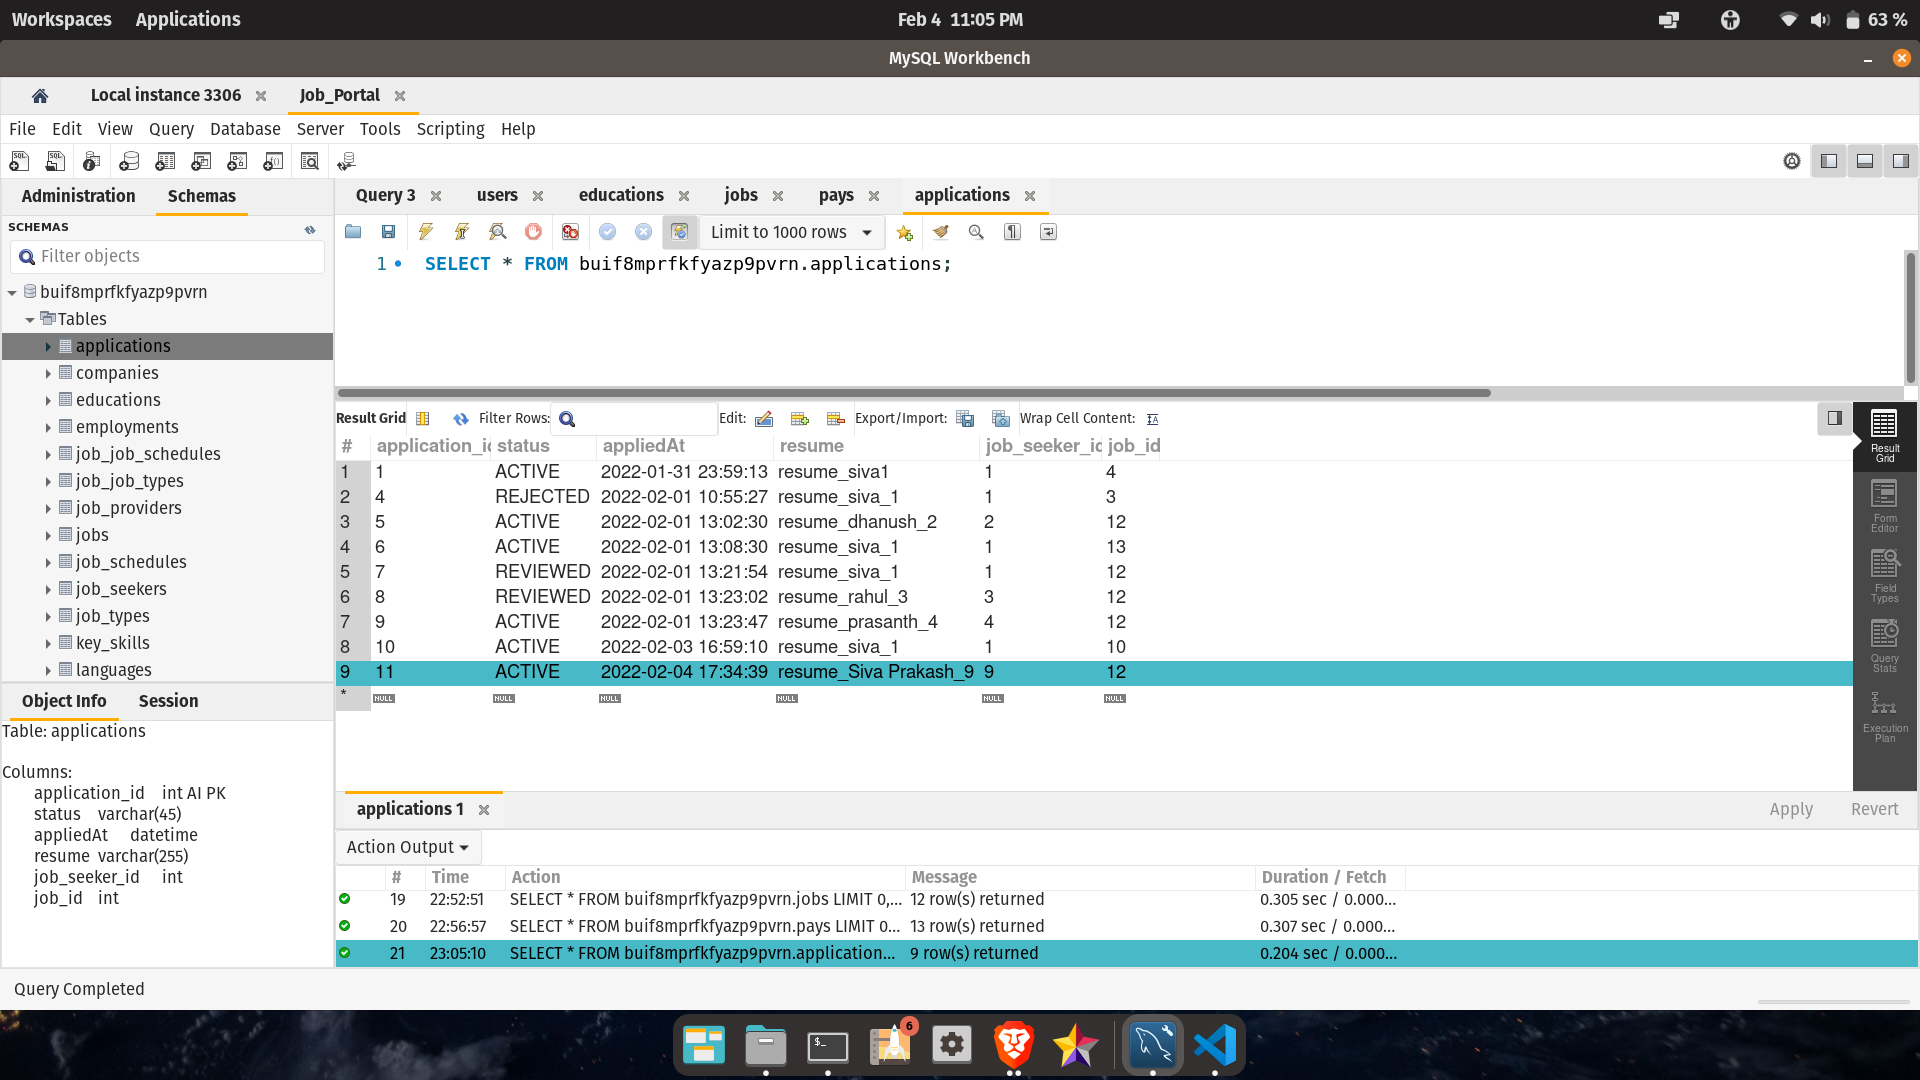 Workspaces Applications Feb 4 11:05 PM 63 %
MySQL Workbench
Local instance 3306 Job_Portal
File Edit View Query Database Server Tools Scripting Help
Administration Schemas
Query 3 users educations jobs pays applications
SCHEMAS
Filter objects
Limit to 1000 rows
1 SELECT * FROM buif8mprfkfyazp9pvrn.applications;
buif8mprfkfyazp9pvrn
Tables
applications
companies
educations
employments
job_job_schedules
job_job_types
job_providers
jobs
job_schedules
job_seekers
job_types
key_skills
languages
Result Grid Filter Rows: Edit: Export/Import: Wrap Cell Content:
# application_id status appliedAt resume job_seeker_id job_id
1 1 ACTIVE 2022-01-31 23:59:13 resume_siva1 1 4
2 4 REJECTED 2022-02-01 10:55:27 resume_siva_1 1 3
3 5 ACTIVE 2022-02-01 13:02:30 resume_dhanush_2 2 12
4 6 ACTIVE 2022-02-01 13:08:30 resume_siva_1 1 13
5 7 REVIEWED 2022-02-01 13:21:54 resume_siva_1 1 12
6 8 REVIEWED 2022-02-01 13:23:02 resume_rahul_3 3 12
7 9 ACTIVE 2022-02-01 13:23:47 resume_prasanth_4 4 12
8 10 ACTIVE 2022-02-03 16:59:10 resume_siva_1 1 10
9 11 ACTIVE 2022-02-04 17:34:39 resume_Siva Prakash_9 9 12
* NULL NULL NULL NULL NULL NULL
Result
Grid
Form
Editor
Field
Types
Query
Stats
Execution
Plan
Object Info Session
Table: applications
Columns:
application_id int AI PK
status varchar(45)
appliedAt datetime
resume varchar(255)
job_seeker_id int
job_id int
applications 1 Apply Revert
Action Output
# Time Action Message Duration / Fetch
19 22:52:51 SELECT * FROM buif8mprfkfyazp9pvrn.jobs LIMIT 0,... 12 row(s) returned 0.305 sec / 0.000...
20 22:56:57 SELECT * FROM buif8mprfkfyazp9pvrn.pays LIMIT 0... 13 row(s) returned 0.307 sec / 0.000...
21 23:05:10 SELECT * FROM buif8mprfkfyazp9pvrn.application... 9 row(s) returned 0.204 sec / 0.000...
Query Completed
6